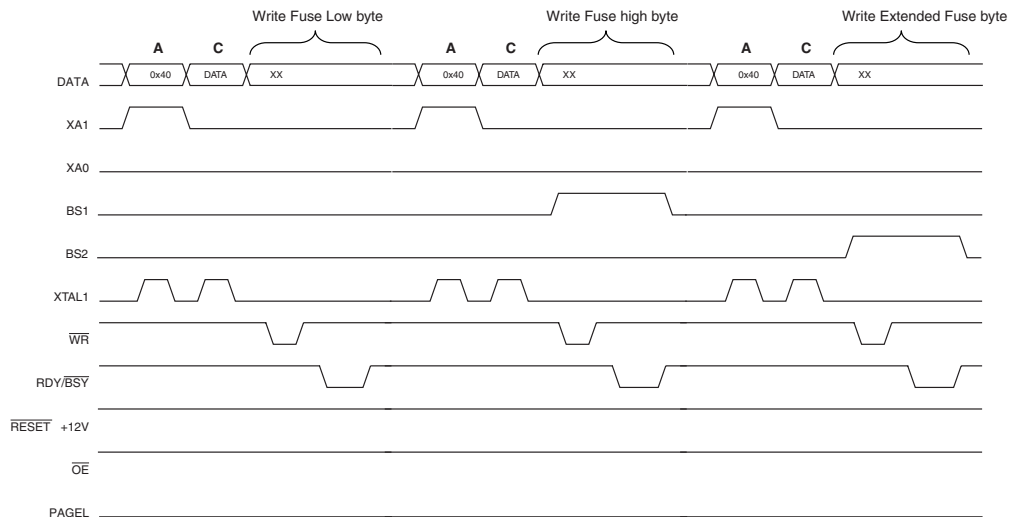 Write Fuse Low byte Write Fuse high byte Write Extended Fuse byte
A C A C A C
DATA 0x40 DATA XX 0x40 DATA XX 0x40 DATA XX
XA1
XA0
BS1
BS2
XTAL1
WR
RDY/BSY
RESET +12V
OE
PAGEL